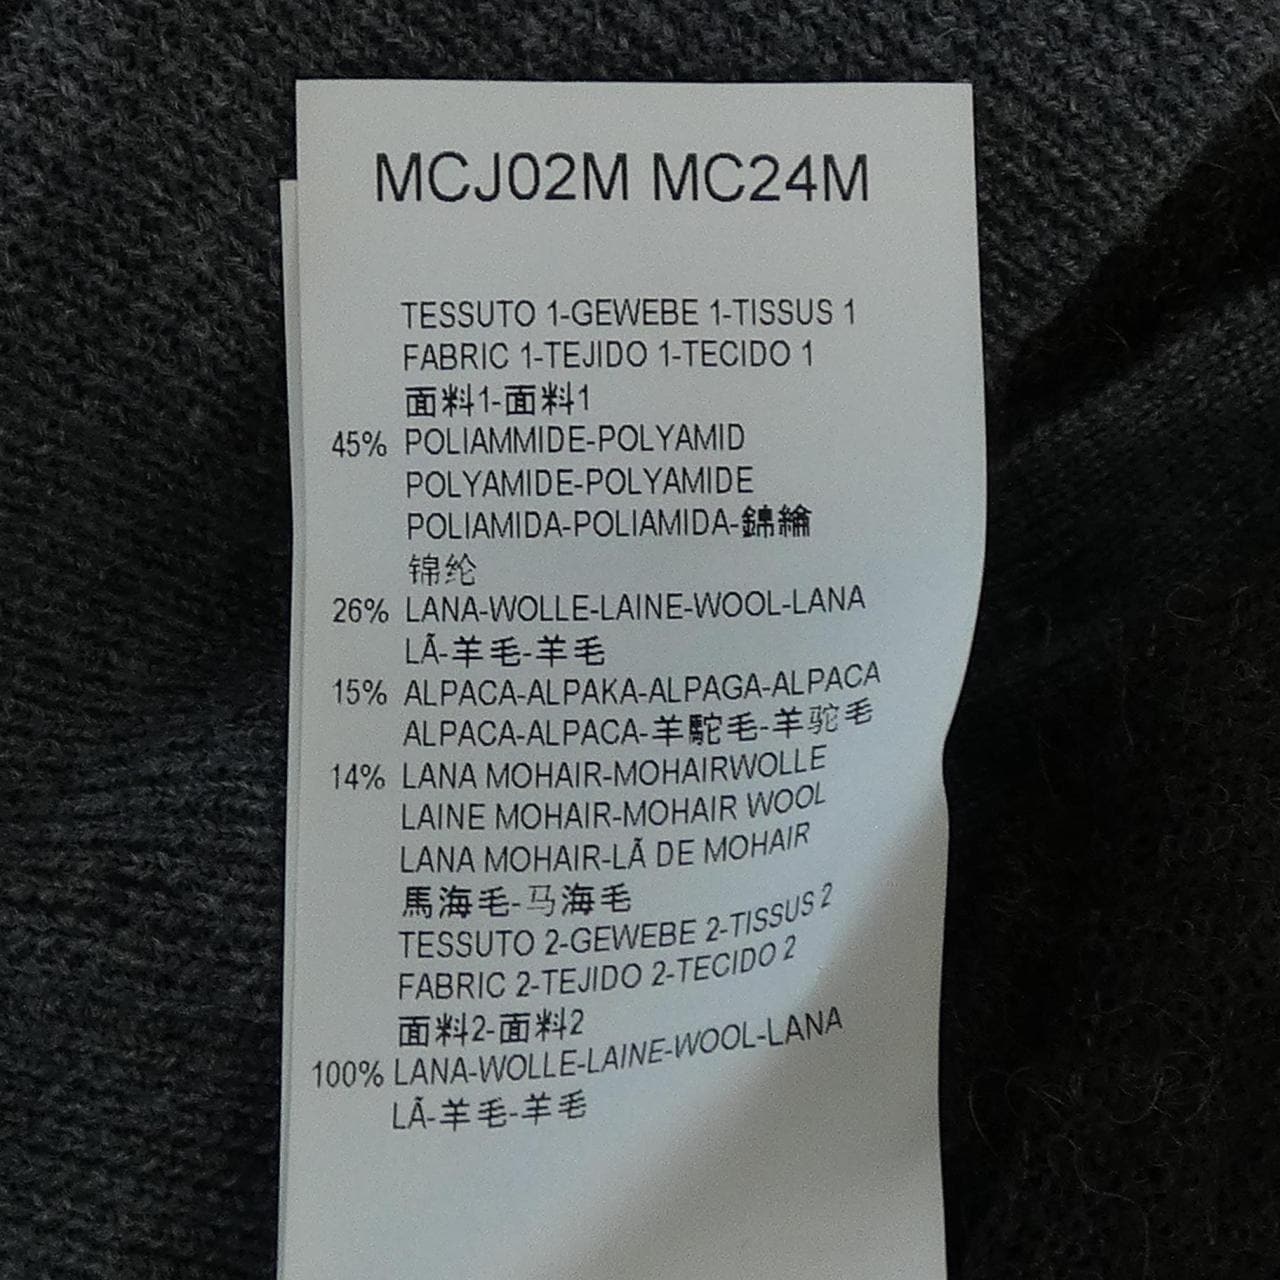 MCJ02M MC24M
TESSUTO 1-GEWEBE 1-TISSUS 1
FABRIC 1-TEJIDO 1-TECIDO 1
面料1-面料1
45% POLIAMMIDE-POLYAMID
POLYAMIDE-POLYAMIDE
POLIAMIDA-POLIAMIDA-錦綸
锦纶
26% LANA-WOLLE-LAINE-WOOL-LANA
LÃ-羊毛-羊毛
15% ALPACA-ALPAKA-ALPAGA-ALPACA
ALPACA-ALPACA-羊駝毛-羊驼毛
14% LANA MOHAIR-MOHAIRWOLLE
LAINE MOHAIR-MOHAIR WOOL
LANA MOHAIR-LÃ DE MOHAIR
馬海毛-马海毛
TESSUTO 2-GEWEBE 2-TISSUS 2
FABRIC 2-TEJIDO 2-TECIDO 2
面料2-面料2
100% LANA-WOLLE-LAINE-WOOL-LANA
LÃ-羊毛-羊毛